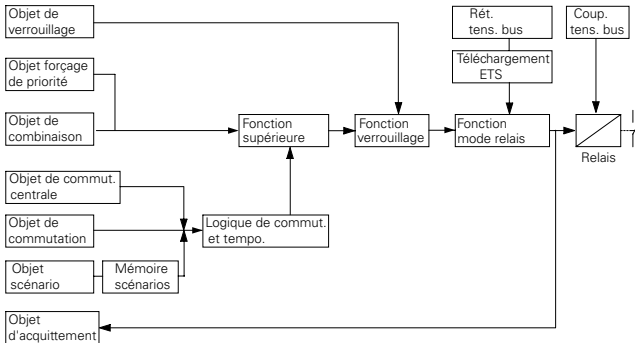 Objet de
verrouillage
Rét.
tens. bus
Coup.
tens. bus
Objet forçage
de priorité
Téléchargement
ETS
Objet de
combinaison
Fonction
supérieure
Fonction
verrouillage
Fonction
mode relais
Relais
Objet de commut.
centrale
Objet de
commutation
Logique de commut.
et tempo.
Objet
scénario
Mémoire
scénarios
Objet
d'acquittement